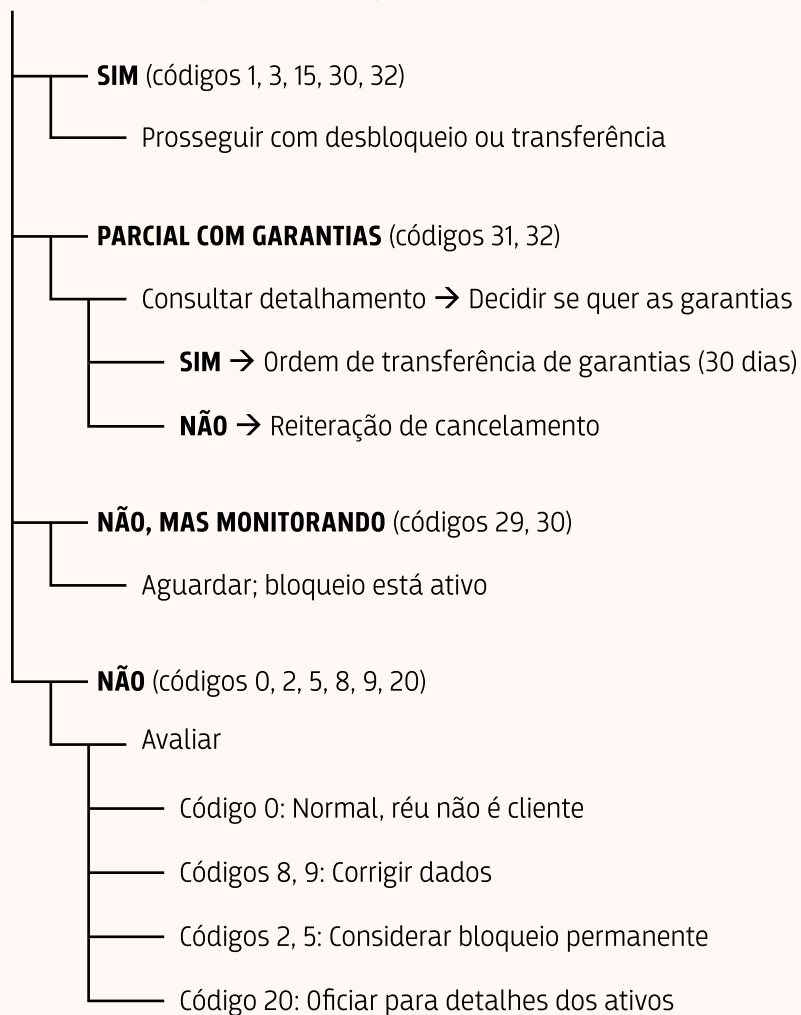 SIM (códigos 1, 3, 15, 30, 32)
Prosseguir com desbloqueio ou transferência
PARCIAL COM GARANTIAS (códigos 31, 32)
Consultar detalhamento → Decidir se quer as garantias
SIM → Ordem de transferência de garantias (30 dias)
NÃO → Reiteração de cancelamento
NÃO, MAS MONITORANDO (códigos 29, 30)
Aguardar; bloqueio está ativo
NÃO (códigos 0, 2, 5, 8, 9, 20)
Avaliar
Código 0: Normal, réu não é cliente
Códigos 8, 9: Corrigir dados
Códigos 2, 5: Considerar bloqueio permanente
Código 20: Oficiar para detalhes dos ativos